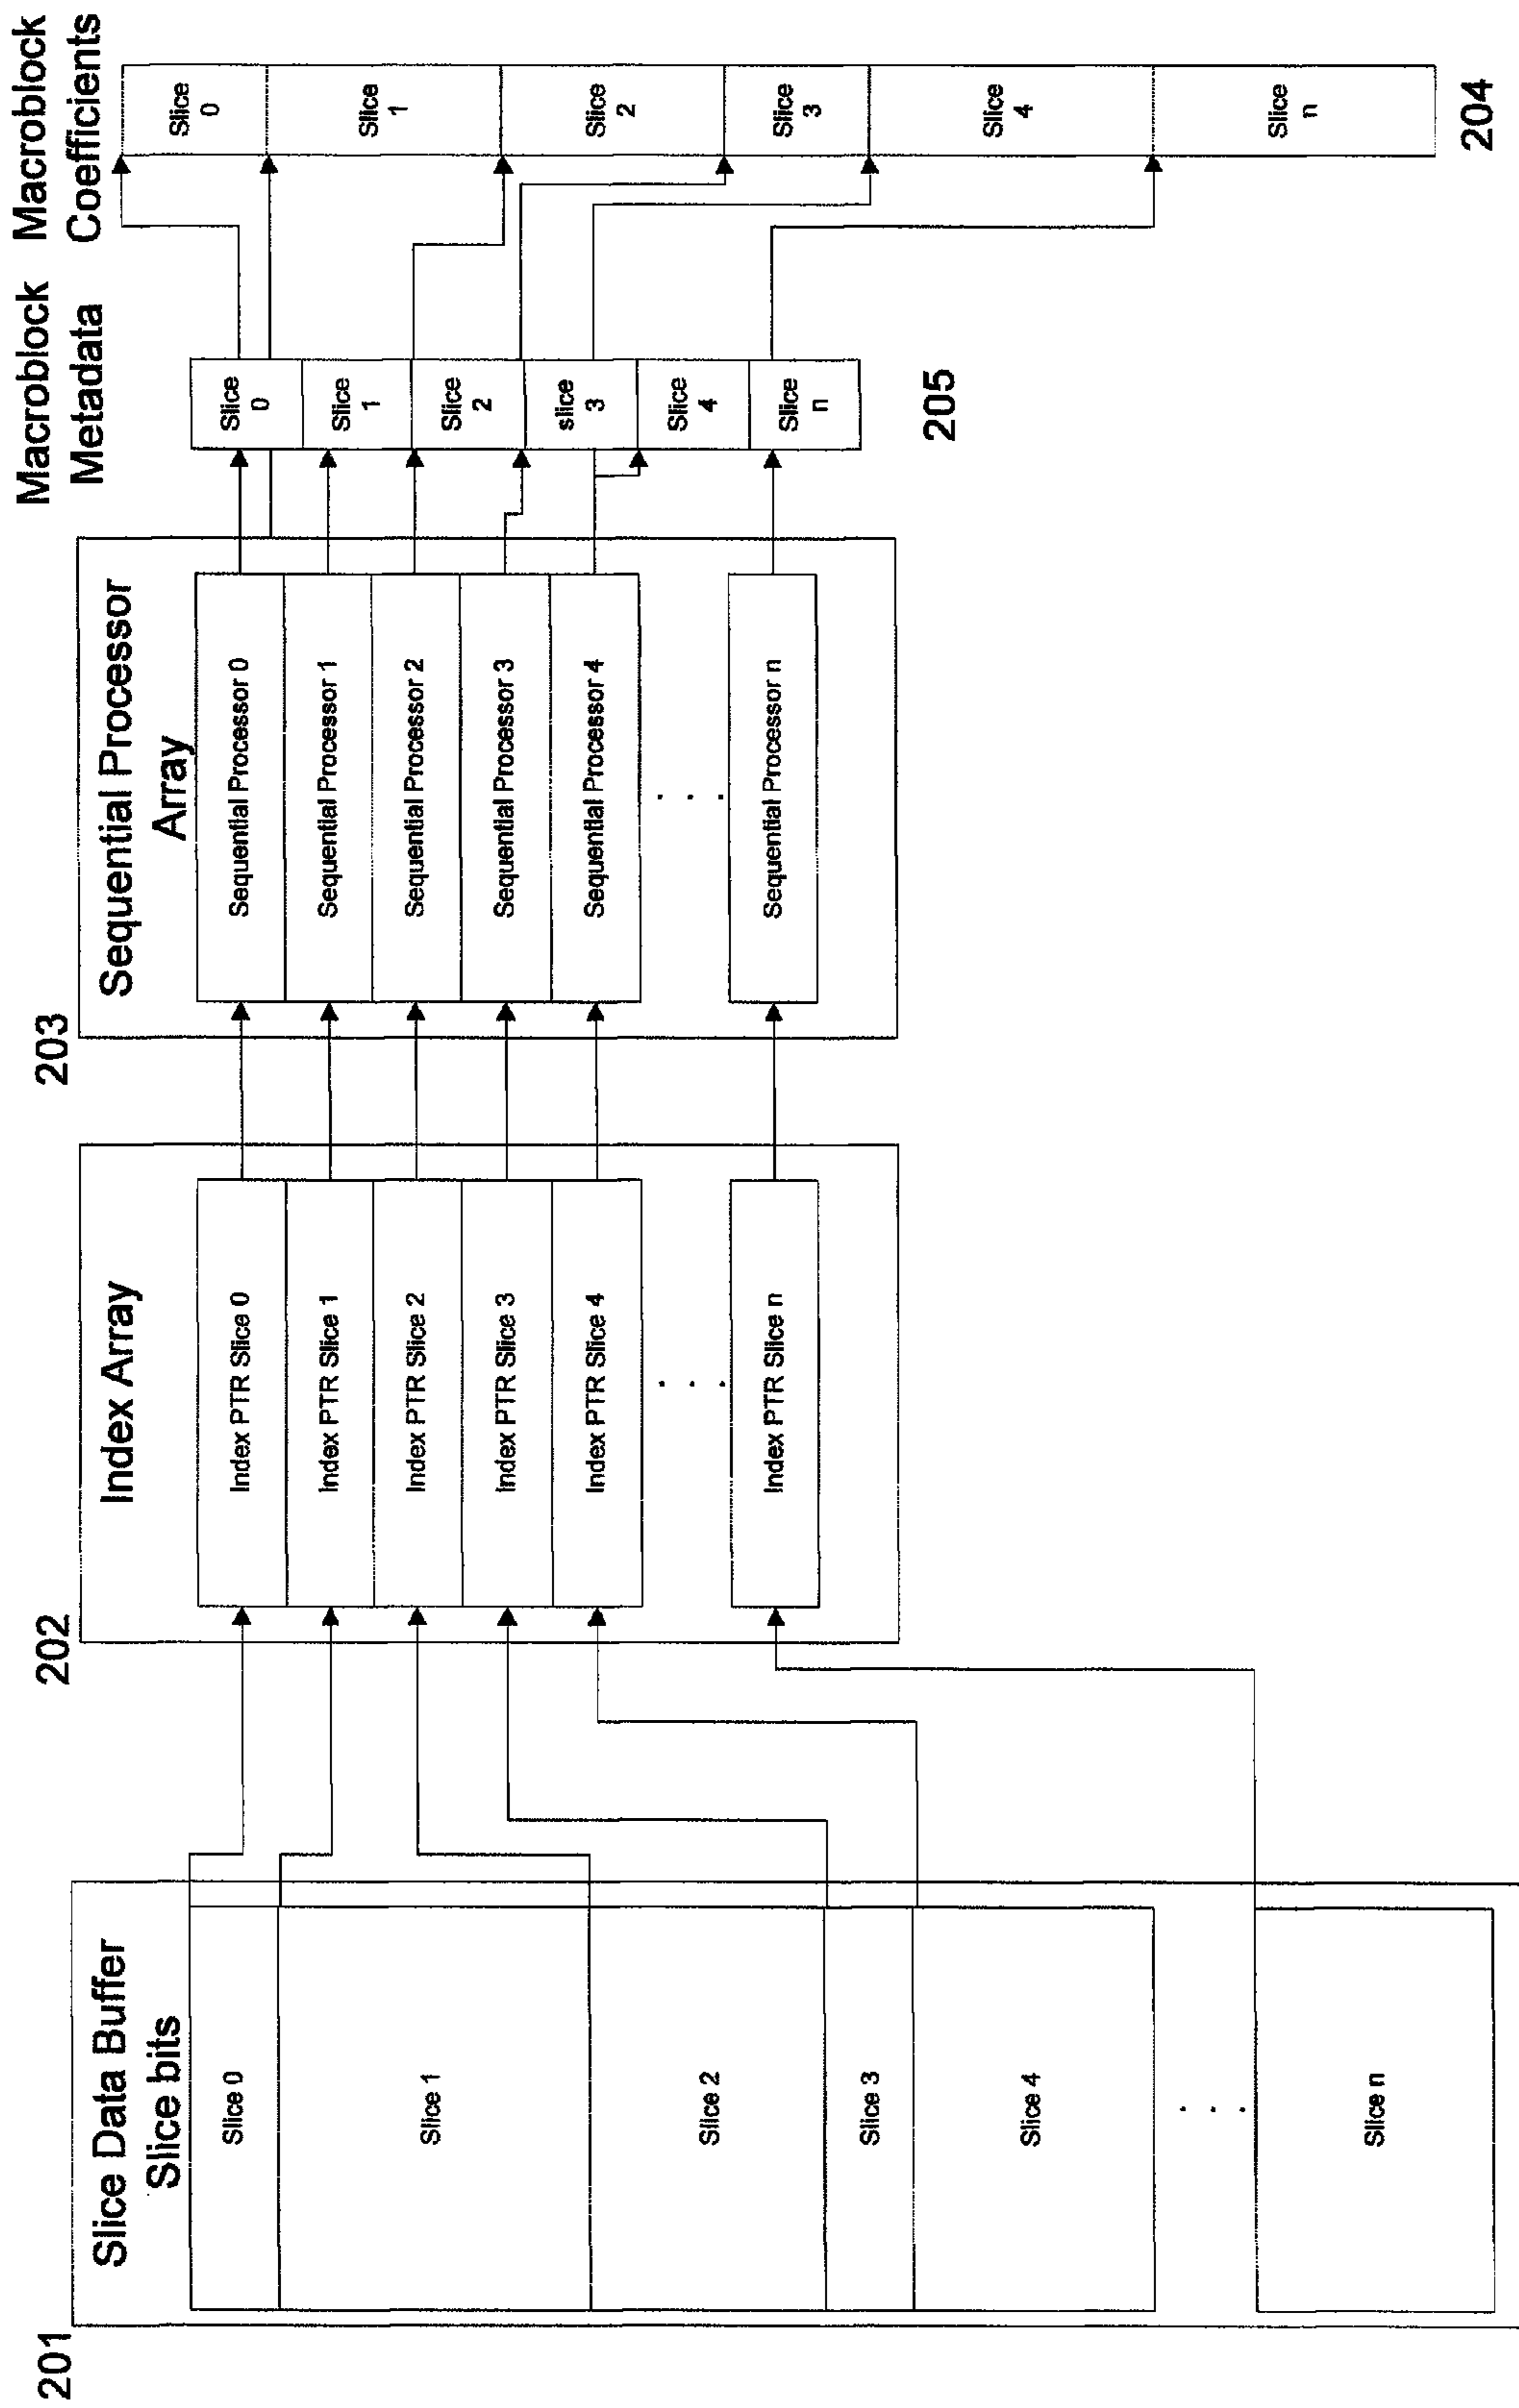 201
Slice Data Buffer
Slice bits
Slice 0
Slice 1
Slice 2
Slice 3
Slice 4
. . .
Slice n
202
Index Array
Index PTR Slice 0
Index PTR Slice 1
Index PTR Slice 2
Index PTR Slice 3
Index PTR Slice 4
. . .
Index PTR Slice n
203
Sequential Processor
Array
Sequential Processor 0
Sequential Processor 1
Sequential Processor 2
Sequential Processor 3
Sequential Processor 4
. . .
Sequential Processor n
Macroblock
Metadata
Slice
0
Slice
1
Slice
2
slice
3
Slice
4
Slice
n
205
Macroblock
Coefficients
Slice
0
Slice
1
Slice
2
Slice
3
Slice
4
Slice
n
204